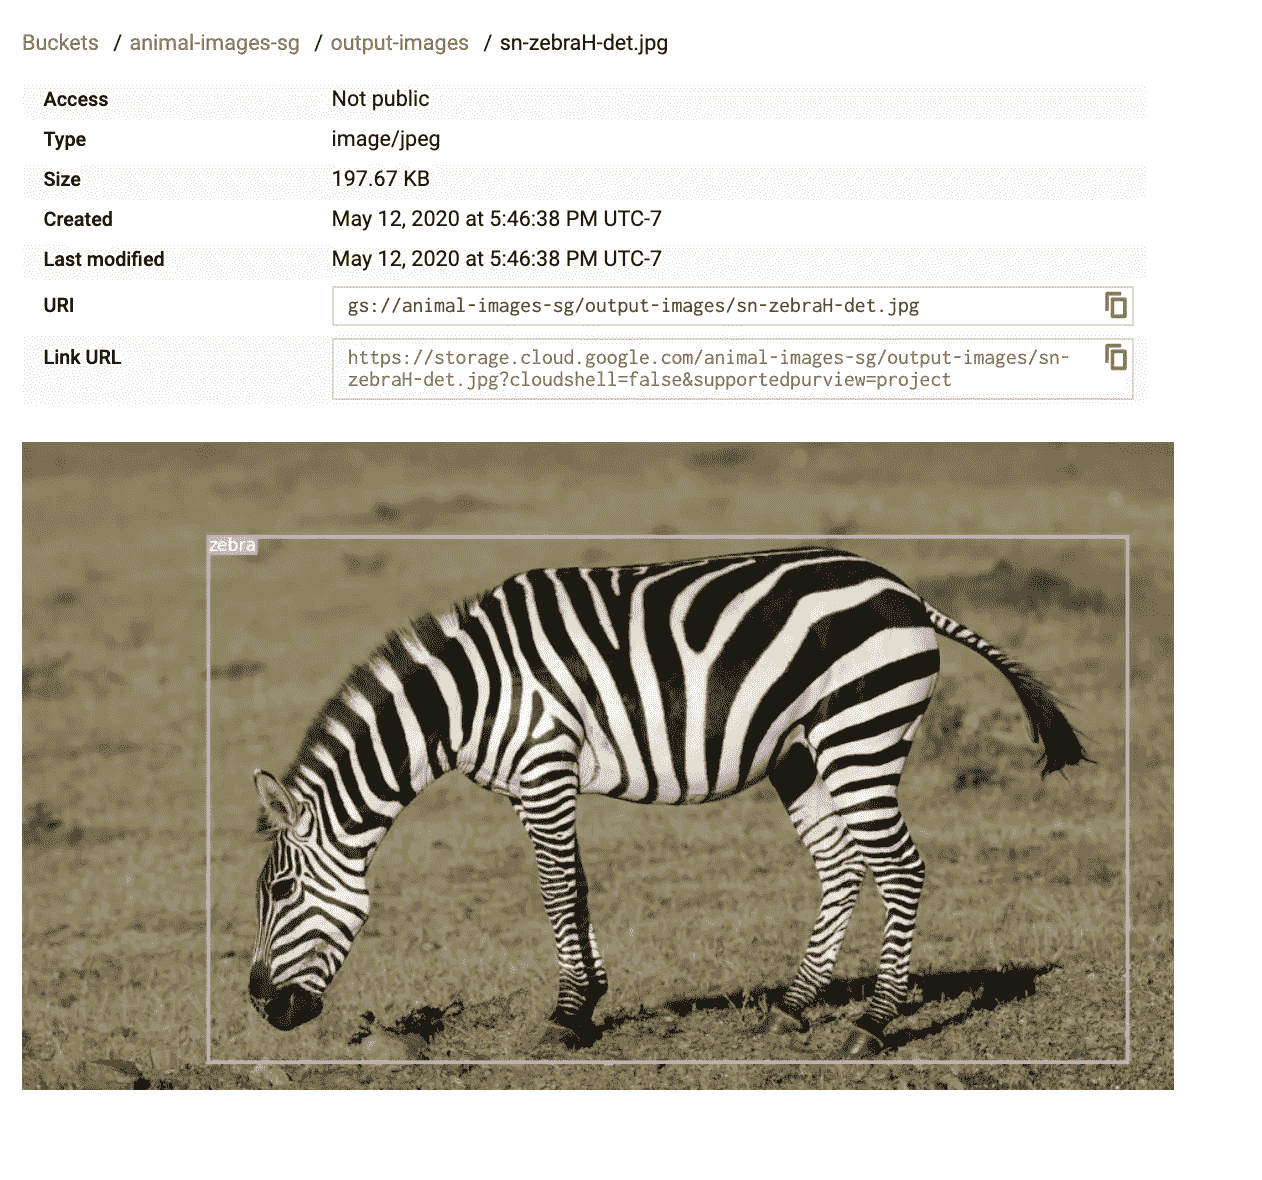 Buckets / animal-images-sg / output-images / sn-zebraH-det.jpg
Access Not public
Type image/jpeg
Size 197.67 KB
Created May 12, 2020 at 5:46:38 PM UTC-7
Last modified May 12, 2020 at 5:46:38 PM UTC-7
URI gs://animal-images-sg/output-images/sn-zebraH-det.jpg
Link URL https://storage.cloud.google.com/animal-images-sg/output-images/sn-
zebraH-det.jpg?cloudshell=false&supportedpurview=project
zebra